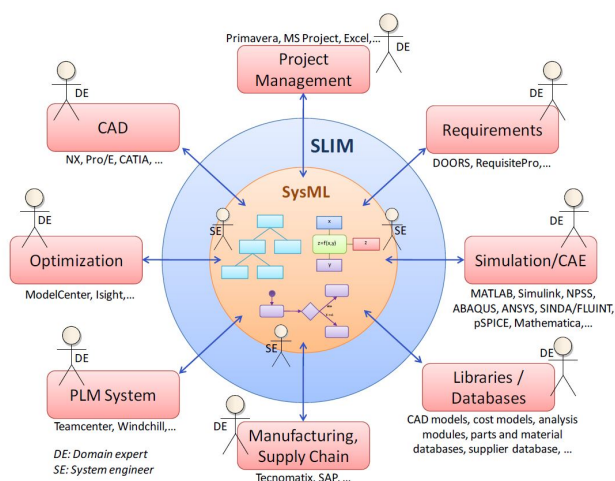 Primavera, MS Project, Excel,...
DE
Project
Management
DE
CAD
NX, Pro/E, CATIA, ...
DE
Requirements
DOORS, RequisitePro,...
SLIM
SysML
SE
SE
x
z=f(x,y)
z
y
SE
DE
Optimization
ModelCenter, Isight,...
DE
Simulation/CAE
MATLAB, Simulink, NPSS,
ABAQUS, ANSYS, SINDA/FLUINT,
pSPICE, Mathematica,...
DE
PLM System
Teamcenter, Windchill,...
DE
Manufacturing,
Supply Chain
Tecnomatix, SAP, ...
DE
Libraries /
Databases
CAD models, cost models, analysis
modules, parts and material
databases, supplier database, ...
DE: Domain expert
SE: System engineer